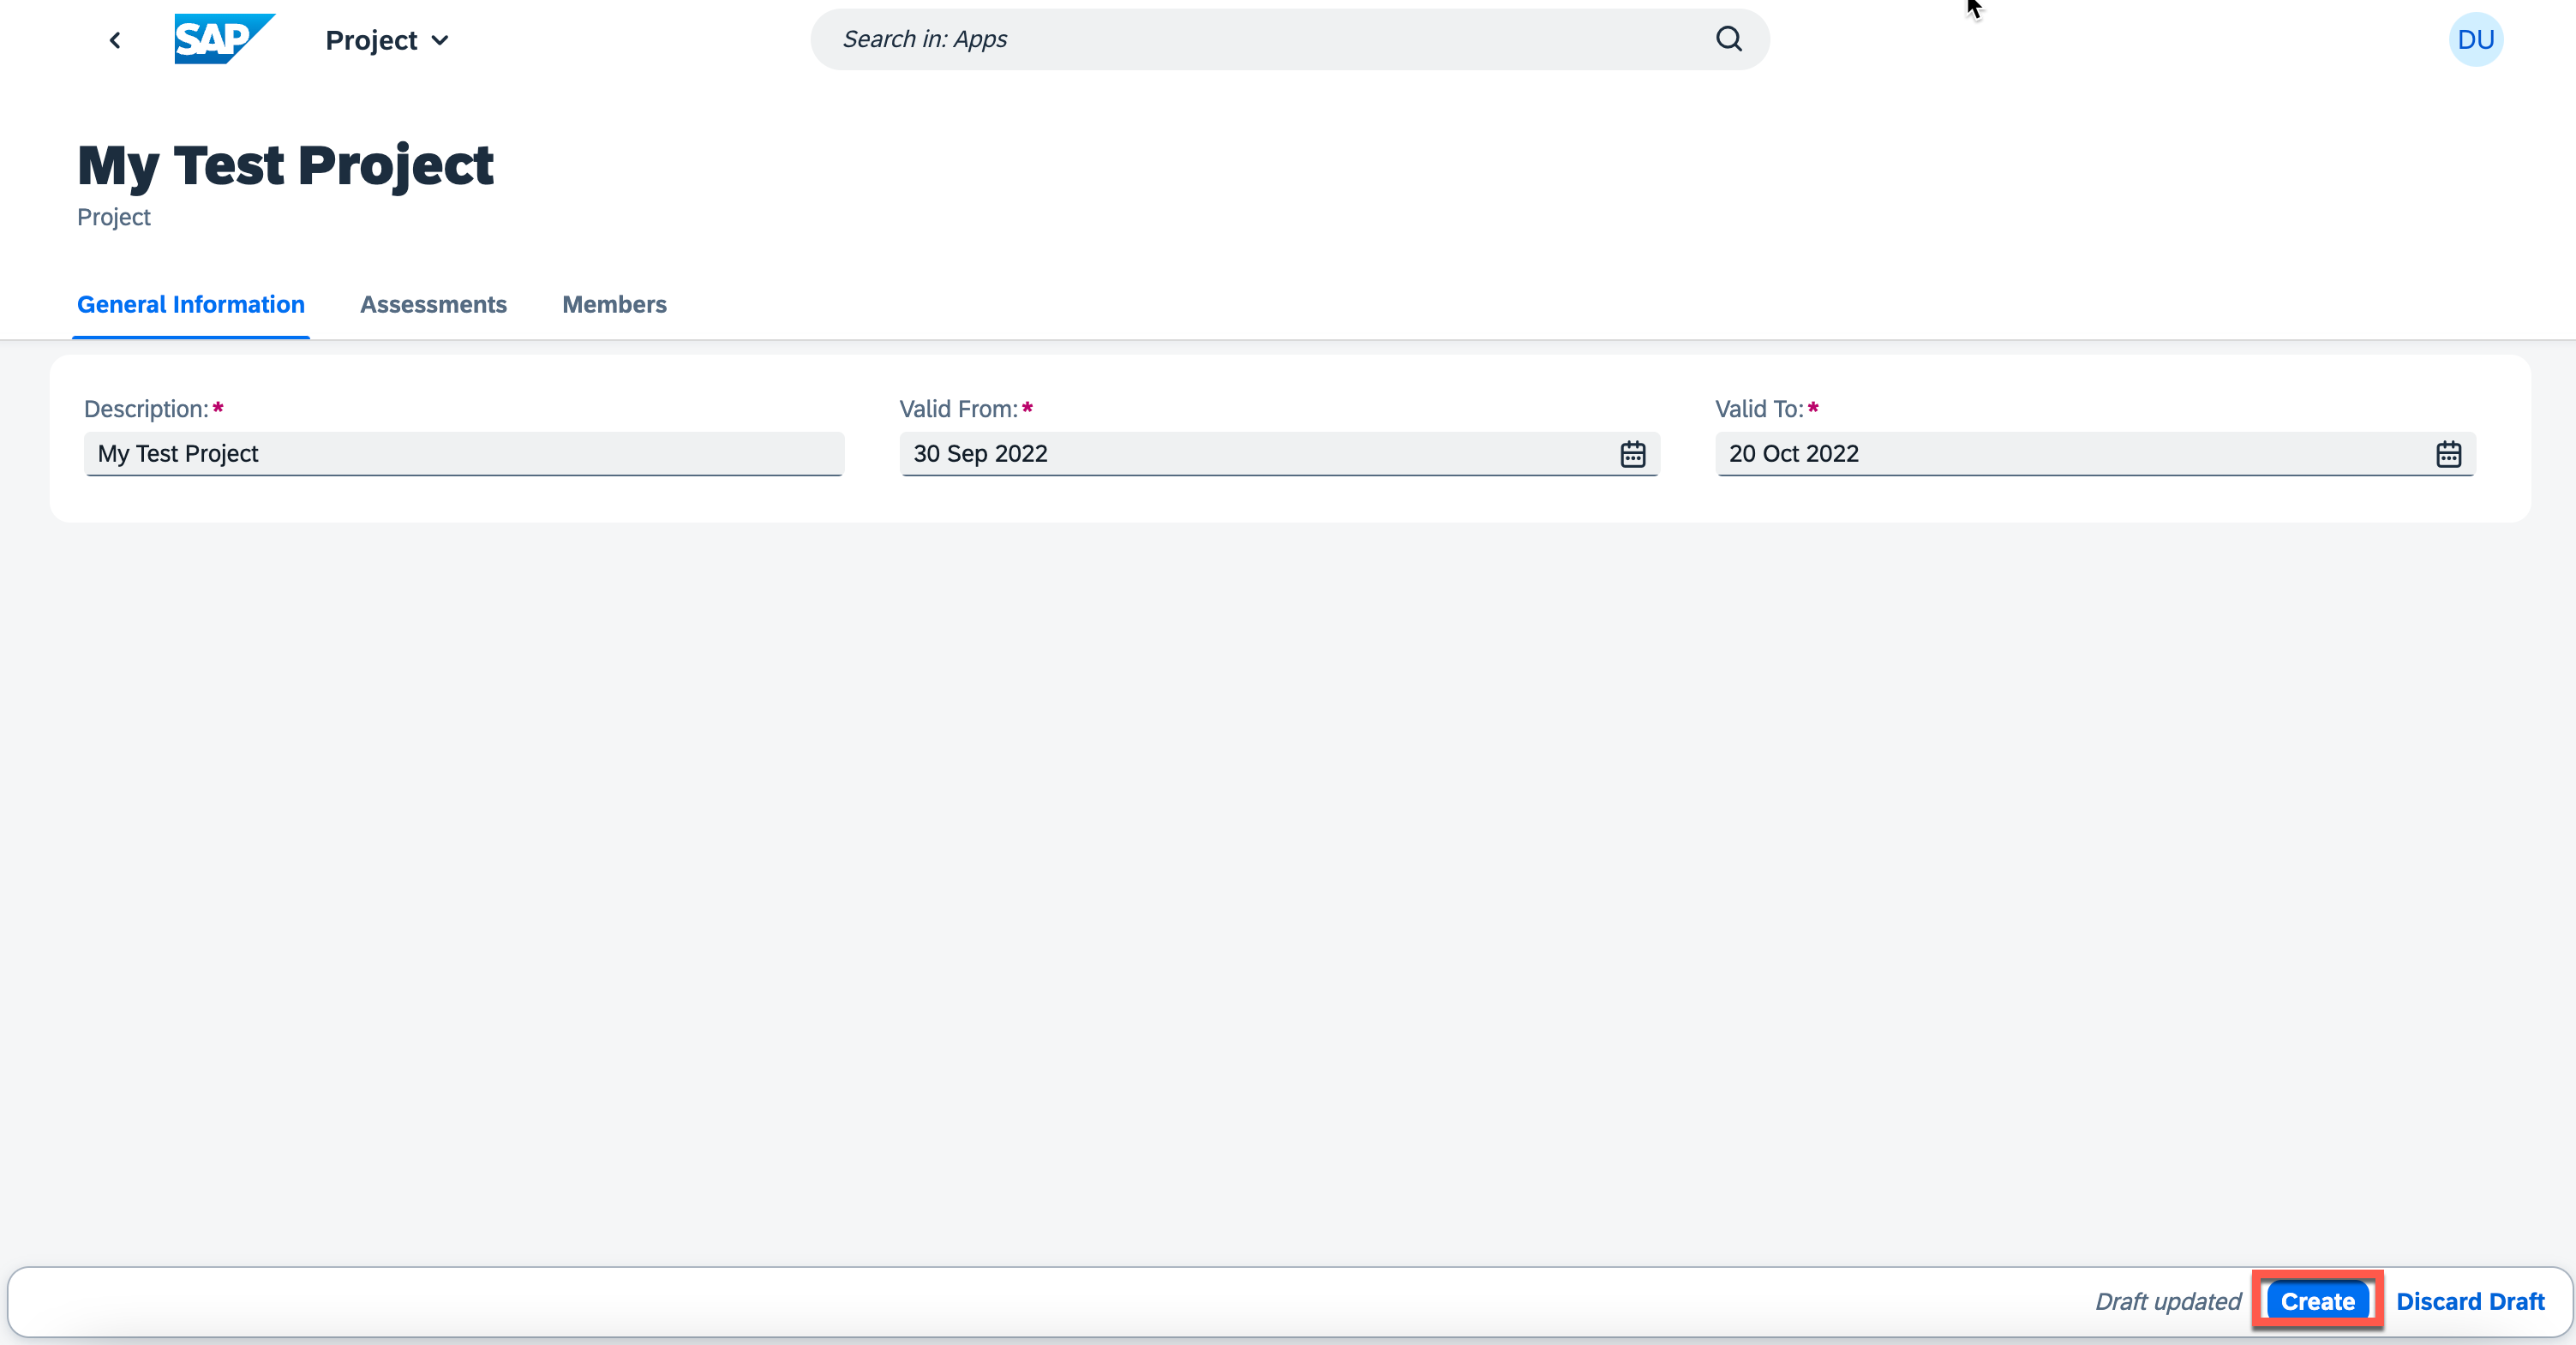 SAP
Project
Search in: Apps
DU
My Test Project
Project
General Information Assessments Members
Description:* Valid From:* Valid To:*
My Test Project 30 Sep 2022 20 Oct 2022
Draft updated Create Discard Draft